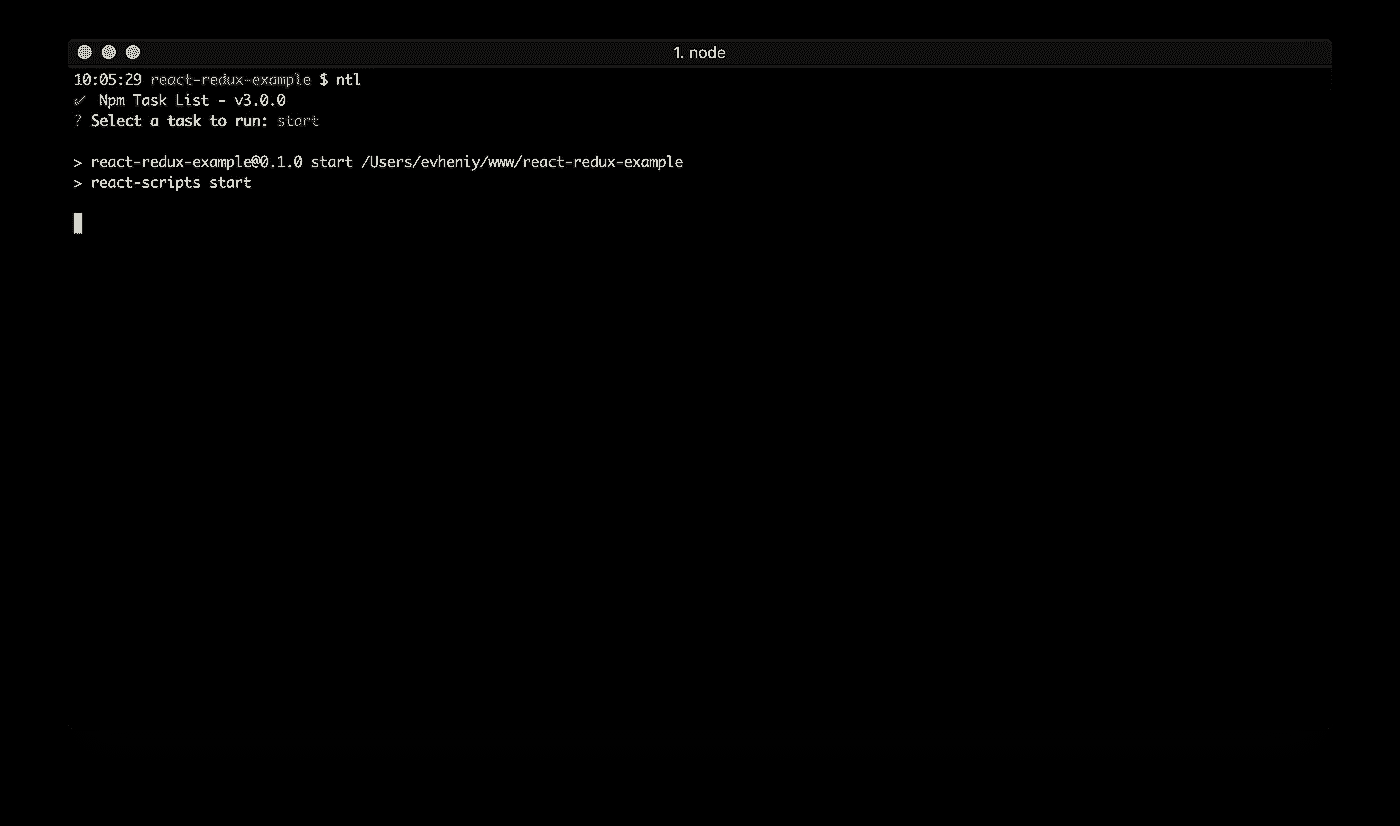 1. node
10:05:29 react-redux-example $ ntl
✓ Npm Task List - v3.0.0
? Select a task to run: start
> react-redux-example@0.1.0 start /Users/evheniy/www/react-redux-example
> react-scripts start